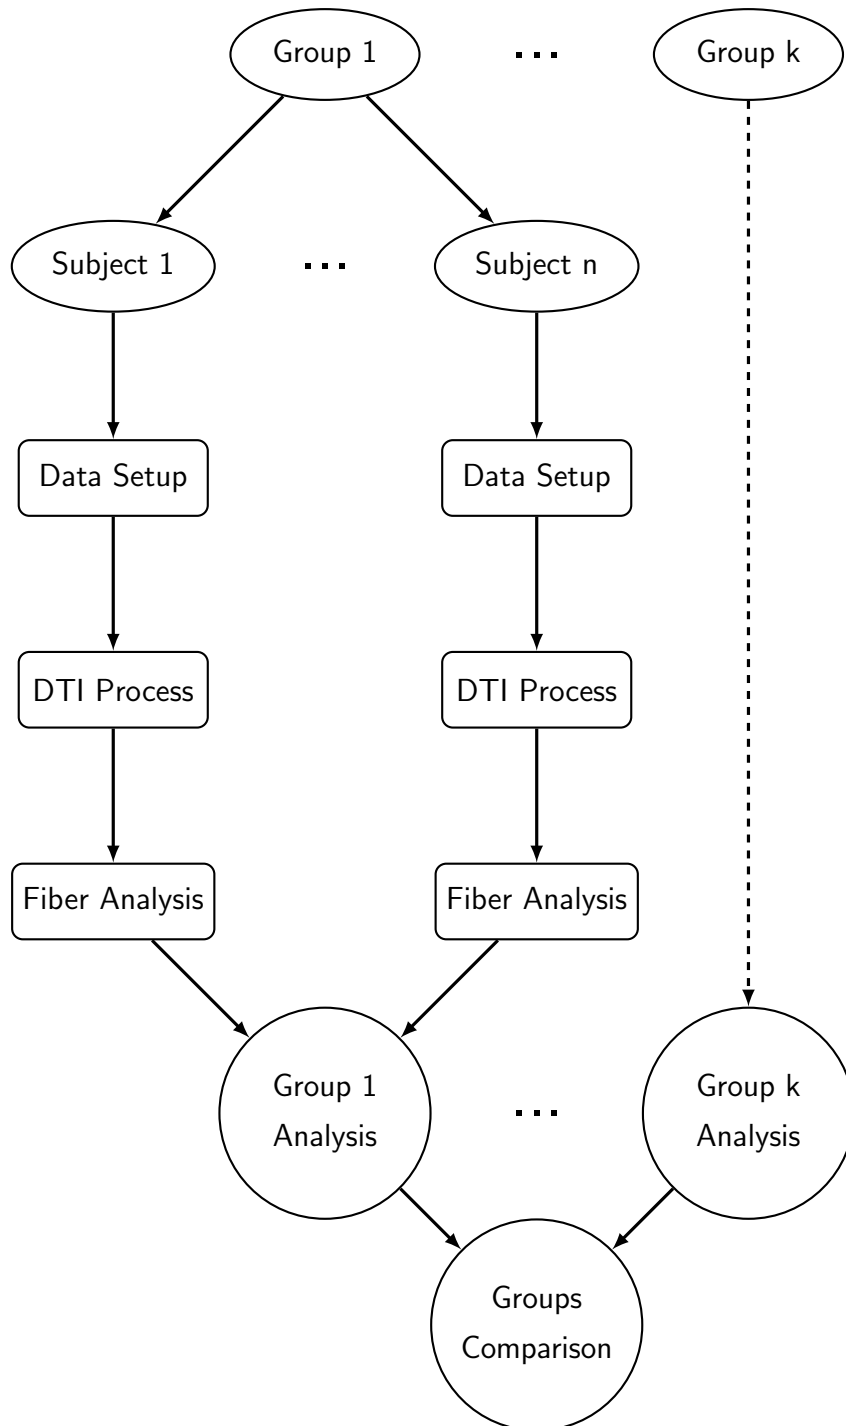 Group 1
...
Group k
Subject 1
...
Subject n
Data Setup
Data Setup
DTI Process
DTI Process
Fiber Analysis
Fiber Analysis
Group 1
Analysis
...
Group k
Analysis
Groups
Comparison